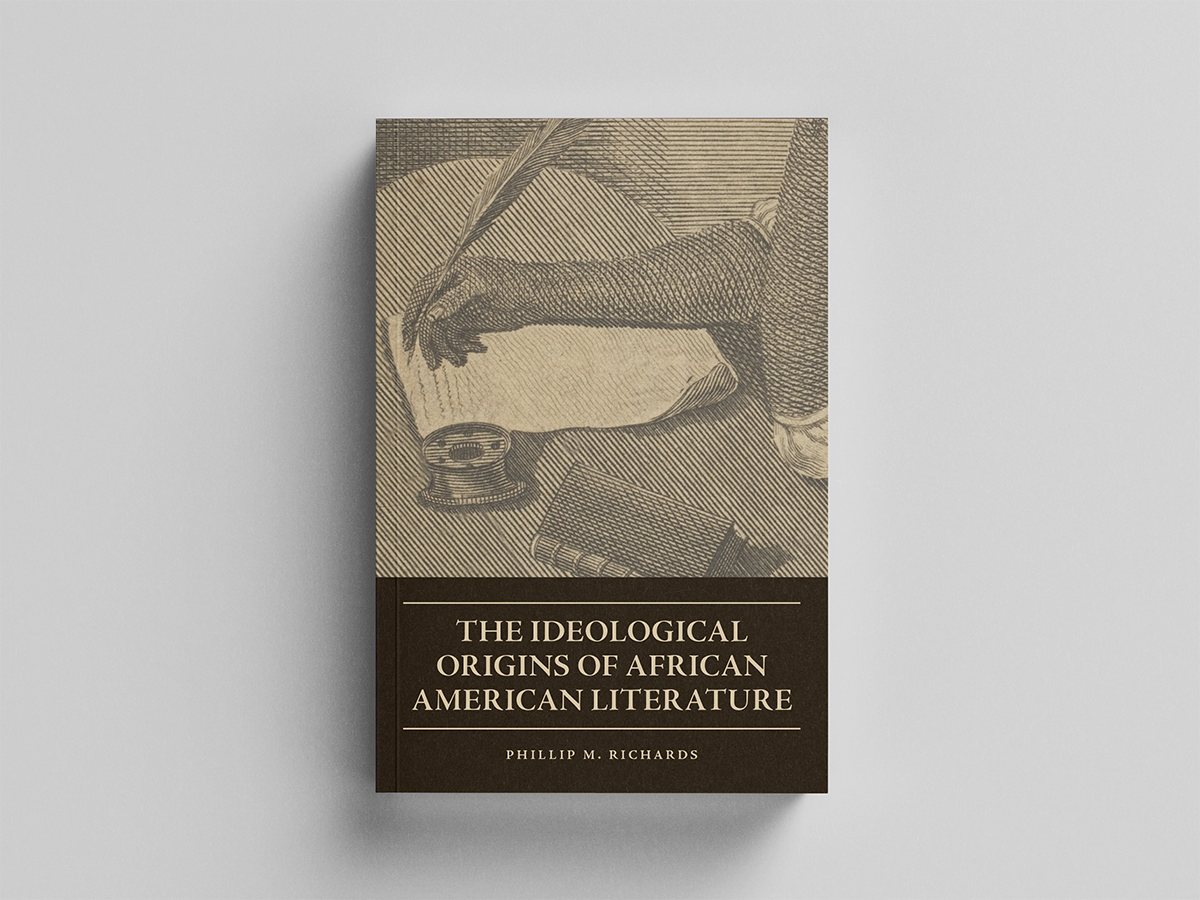 THE IDEOLOGICAL
ORIGINS OF AFRICAN
AMERICAN LITERATURE
PHILLIP M. RICHARDS